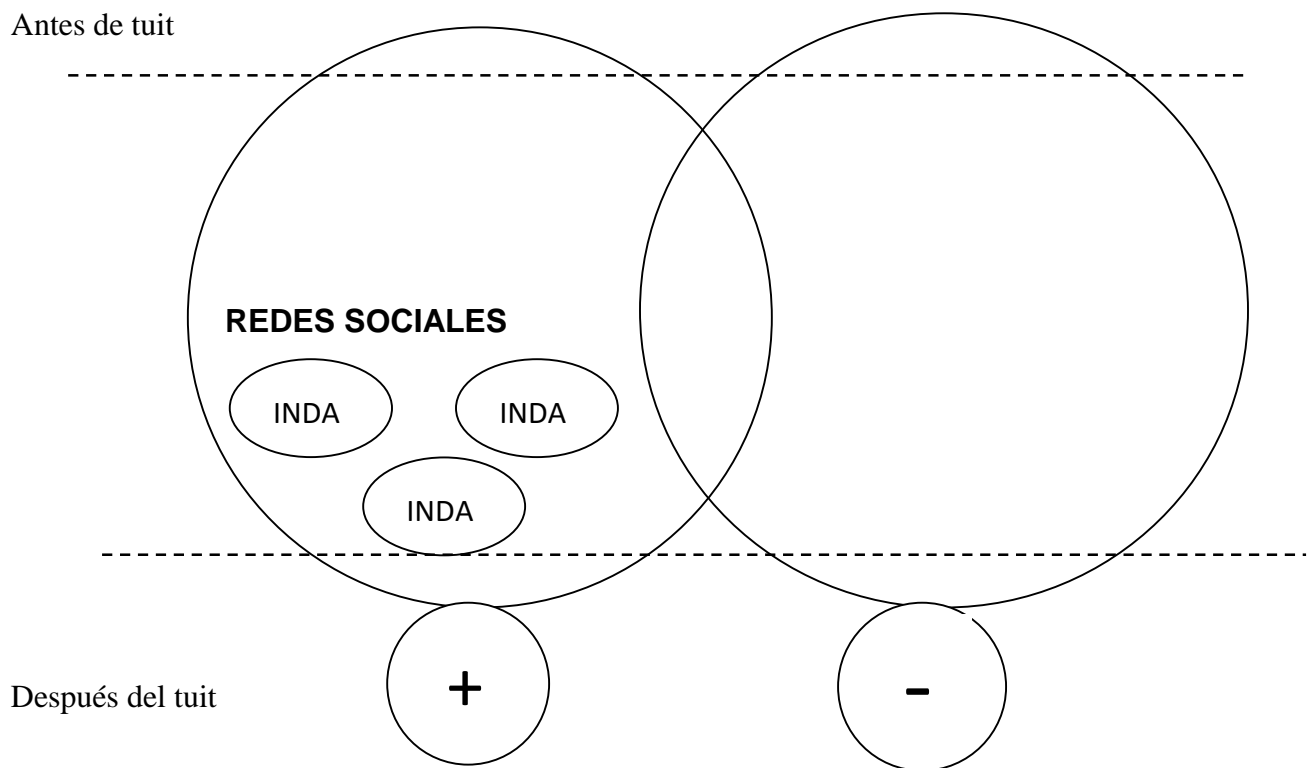 Antes de tuit
REDES SOCIALES
INDA INDA
INDA
+ -
Después del tuit